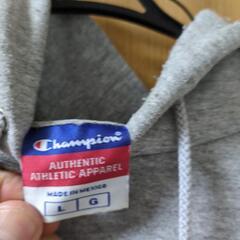 Champion
AUTHENTIC
ATHLETIC APPAREL
MADE IN MEXICO
L G